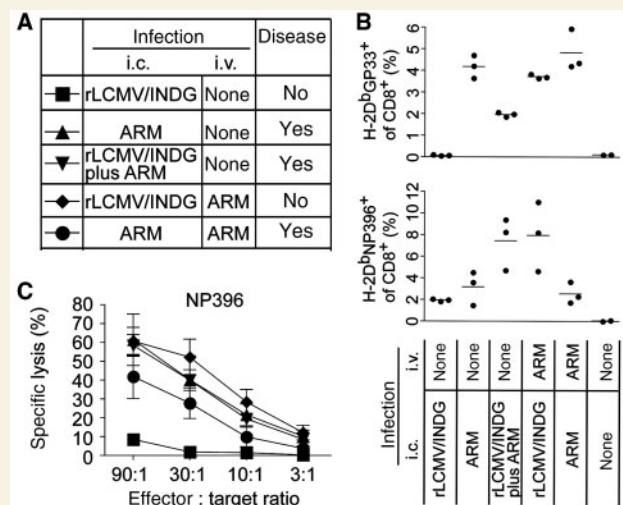 A
Infection
Disease
i.c.
i.v.
rLCMV/INDG
None
No
ARM
None
Yes
rLCMV/INDG
plus ARM
None
Yes
rLCMV/INDG
ARM
No
ARM
ARM
Yes
B
H-2DᵇGP33⁺
of CD8⁺ (%)
6
5
4
3
2
1
0
H-2DᵇNP396⁺
of CD8⁺ (%)
12
10
8
6
4
2
0
Infection
i.v.
None
None
None
ARM
ARM
None
i.c.
rLCMV/INDG
ARM
rLCMV/INDG
plus ARM
rLCMV/INDG
ARM
None
C
NP396
Specific lysis (%)
80
70
60
50
40
30
20
10
0
90:1
30:1
10:1
3:1
Effector : target ratio